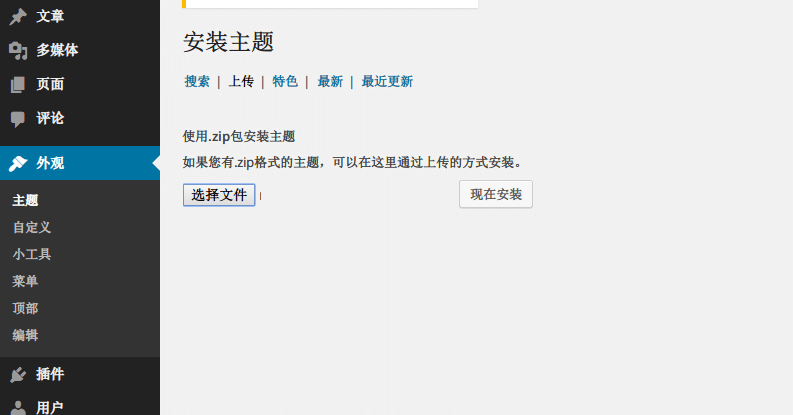 文章
多媒体
页面
评论
外观
主题
自定义
小工具
菜单
顶部
编辑
插件
用户
安装主题
搜索 | 上传 | 特色 | 最新 | 最近更新
使用.zip包安装主题
如果您有.zip格式的主题，可以在这里通过上传的方式安装。
选择文件 现在安装